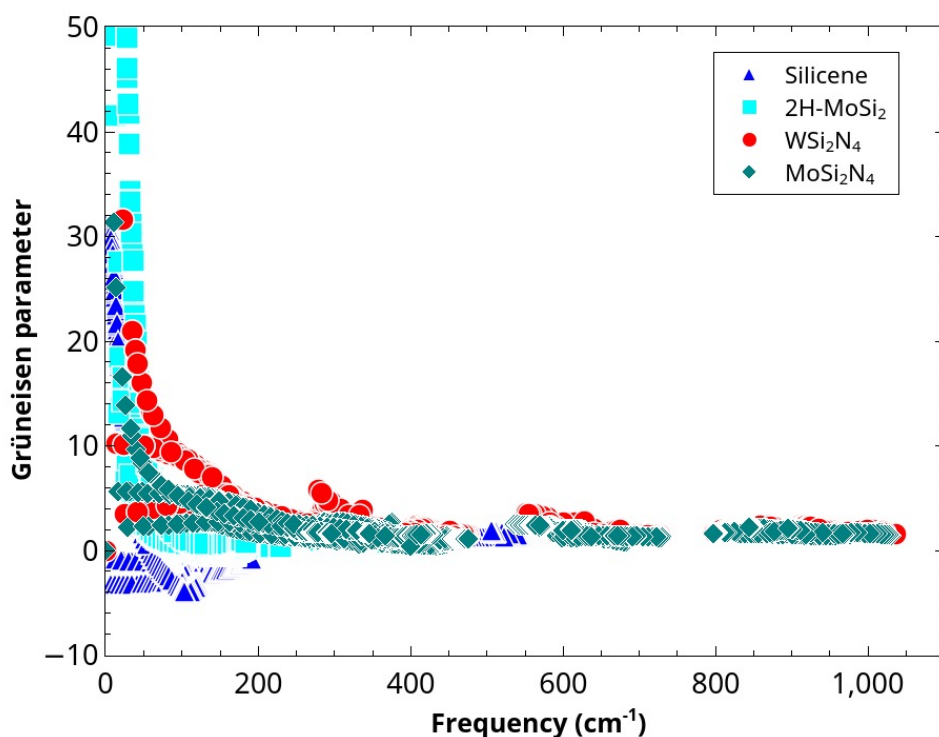 50
40
30
20
10
0
−10
0
200
400
600
800
1,000
Grüneisen parameter
Frequency (cm⁻¹)
Silicene
2H-MoSi₂
WSi₂N₄
MoSi₂N₄